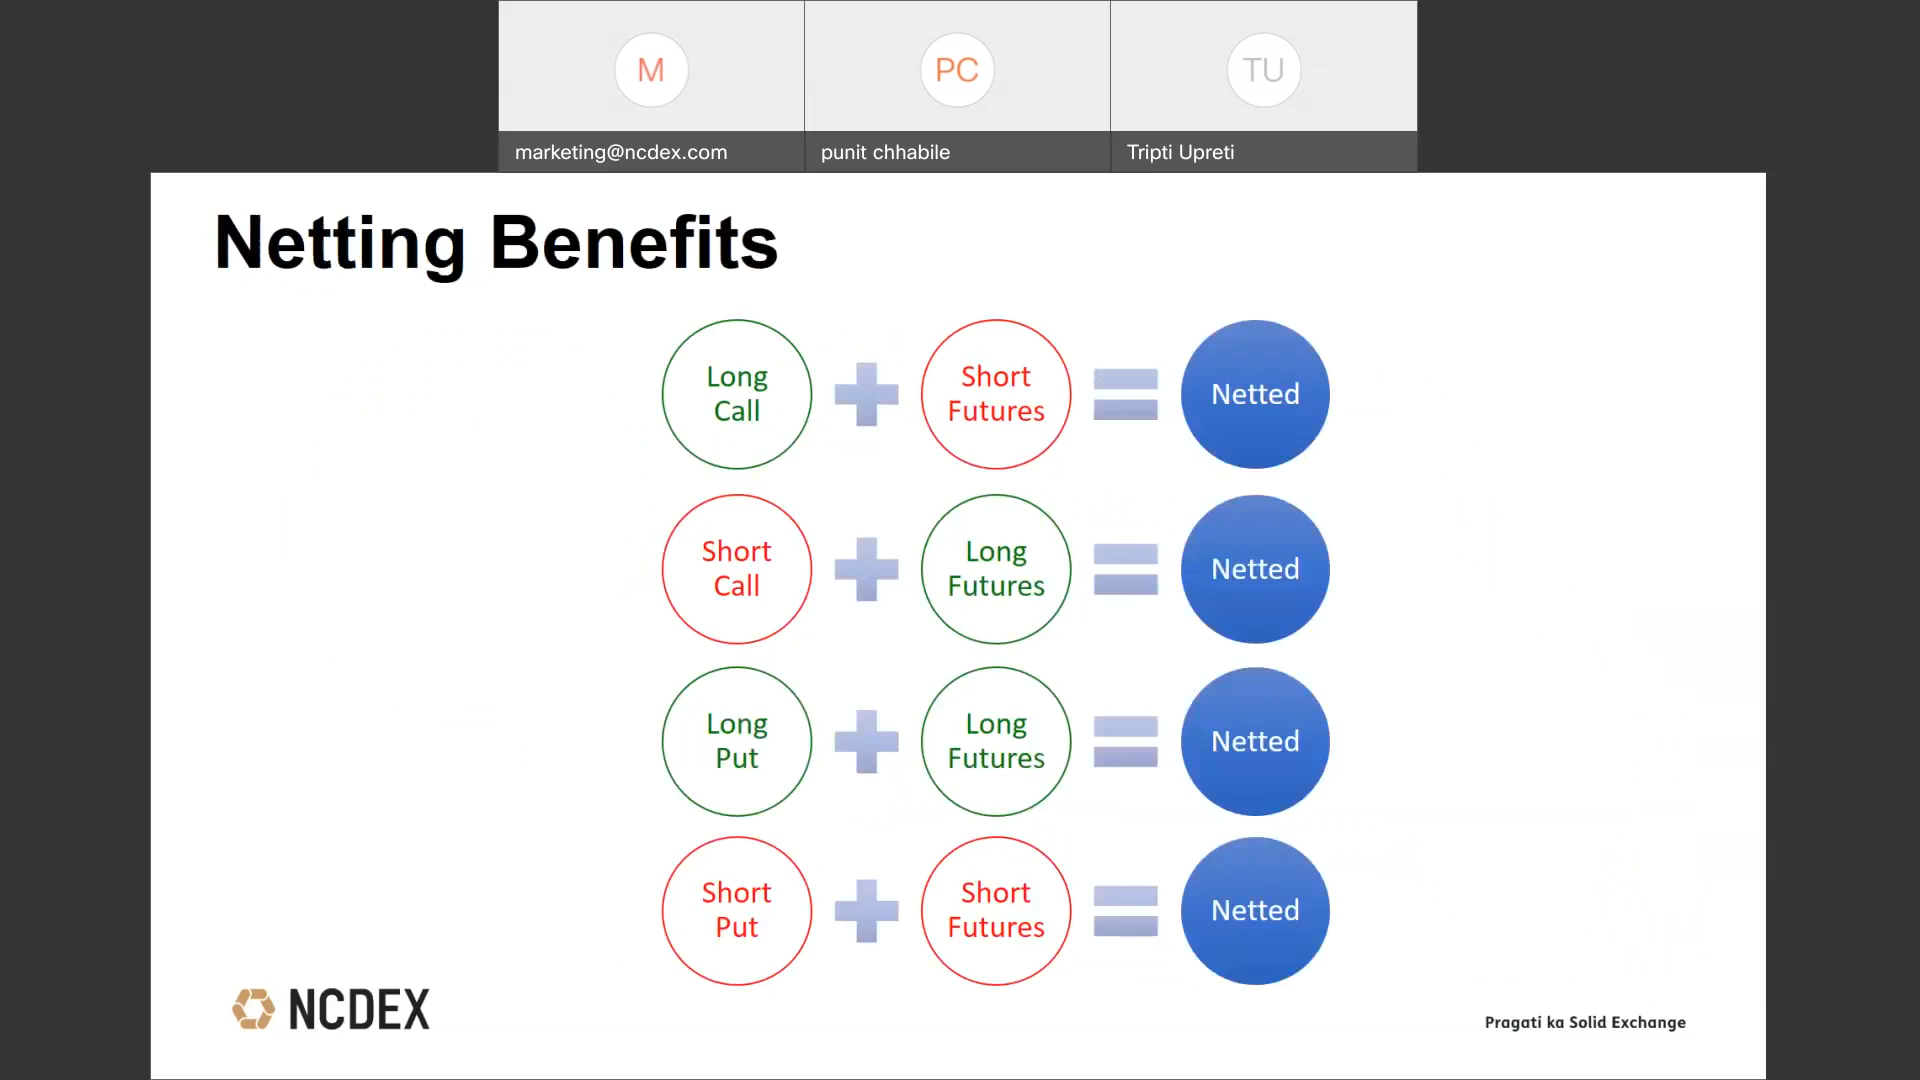 M
PC
TU
marketing@ncdex.com
punit chhabile
Tripti Upreti
Netting Benefits
Long
Call
Short
Futures
Netted
Short
Call
Long
Futures
Netted
Long
Put
Long
Futures
Netted
Short
Put
Short
Futures
Netted
NCDEX
Pragati ka Solid Exchange